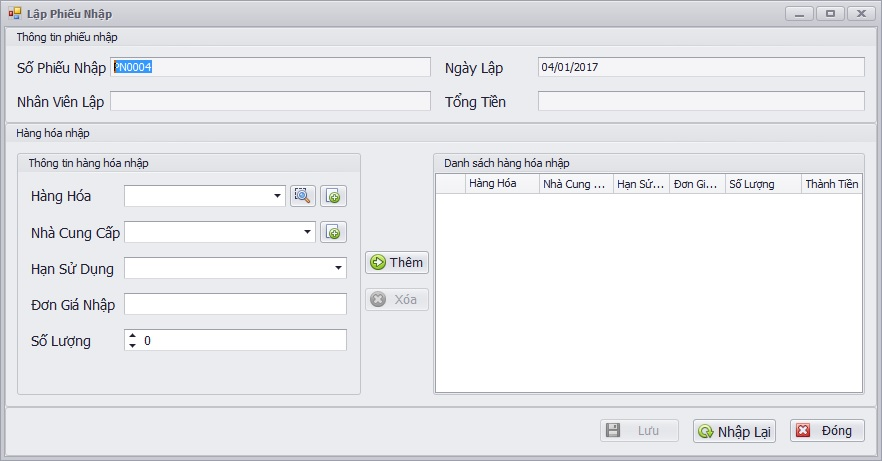 Lập Phiếu Nhập
Thông tin phiếu nhập
Số Phiếu Nhập PN0004 Ngày Lập 04/01/2017
Nhân Viên Lập Tổng Tiền
Hàng hóa nhập
Thông tin hàng hóa nhập
Hàng Hóa
Nhà Cung Cấp
Hạn Sử Dụng
Đơn Giá Nhập
Số Lượng 0
Thêm
Xóa
Danh sách hàng hóa nhập
Hàng Hóa Nhà Cung ... Hạn Sử... Đơn Gi... Số Lượng Thành Tiền
Lưu Nhập Lại Đóng